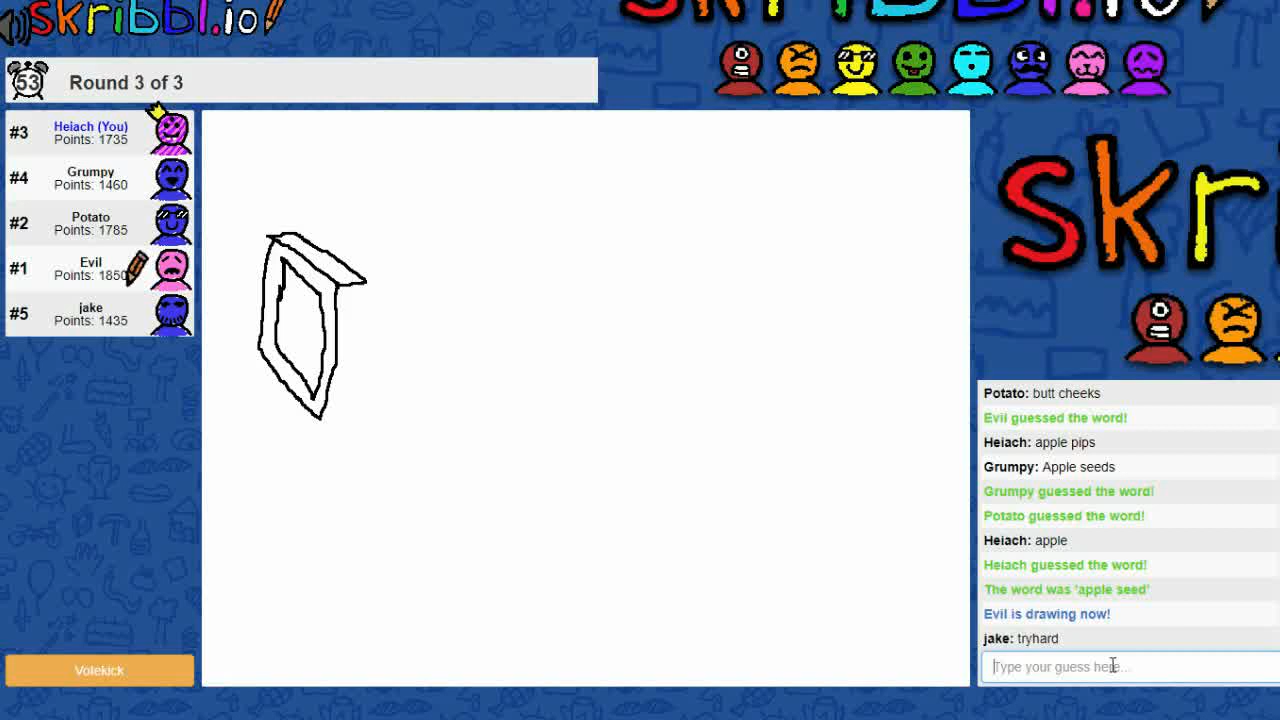 skribbl.io
skribbl.io
53
Round 3 of 3
#3
Heiach (You)
Points: 1735
#4
Grumpy
Points: 1460
#2
Potato
Points: 1785
#1
Evil
Points: 1850
#5
jake
Points: 1435
skr
Potato: butt cheeks
Evil guessed the word!
Heiach: apple pips
Grumpy: Apple seeds
Grumpy guessed the word!
Potato guessed the word!
Heiach: apple
Heiach guessed the word!
The word was 'apple seed'
Evil is drawing now!
jake: tryhard
Type your guess here...
Votekick